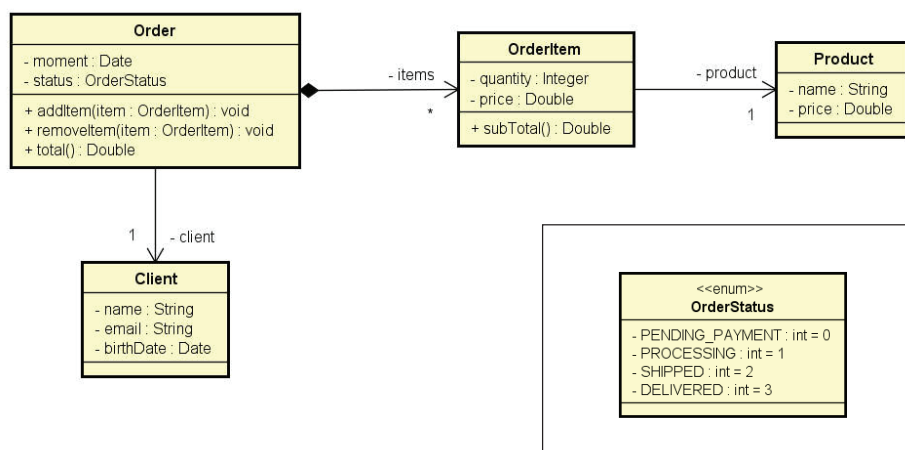 Order
- moment : Date
- status : OrderStatus
+ addItem(item : OrderItem) : void
+ removeItem(item : OrderItem) : void
+ total() : Double
- items
*
OrderItem
- quantity : Integer
- price : Double
+ subTotal() : Double
- product
1
Product
- name : String
- price : Double
1
- client
Client
- name : String
- email : String
- birthDate : Date
<<enum>>
OrderStatus
- PENDING_PAYMENT : int = 0
- PROCESSING : int = 1
- SHIPPED : int = 2
- DELIVERED : int = 3